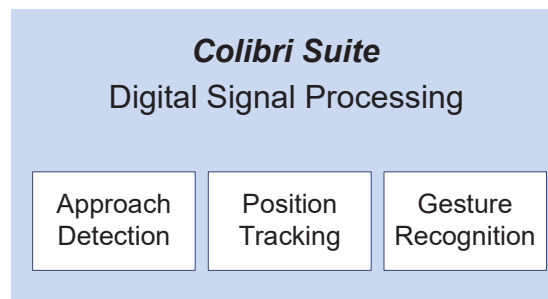 Colibri Suite
Digital Signal Processing
Approach
Detection
Position
Tracking
Gesture
Recognition